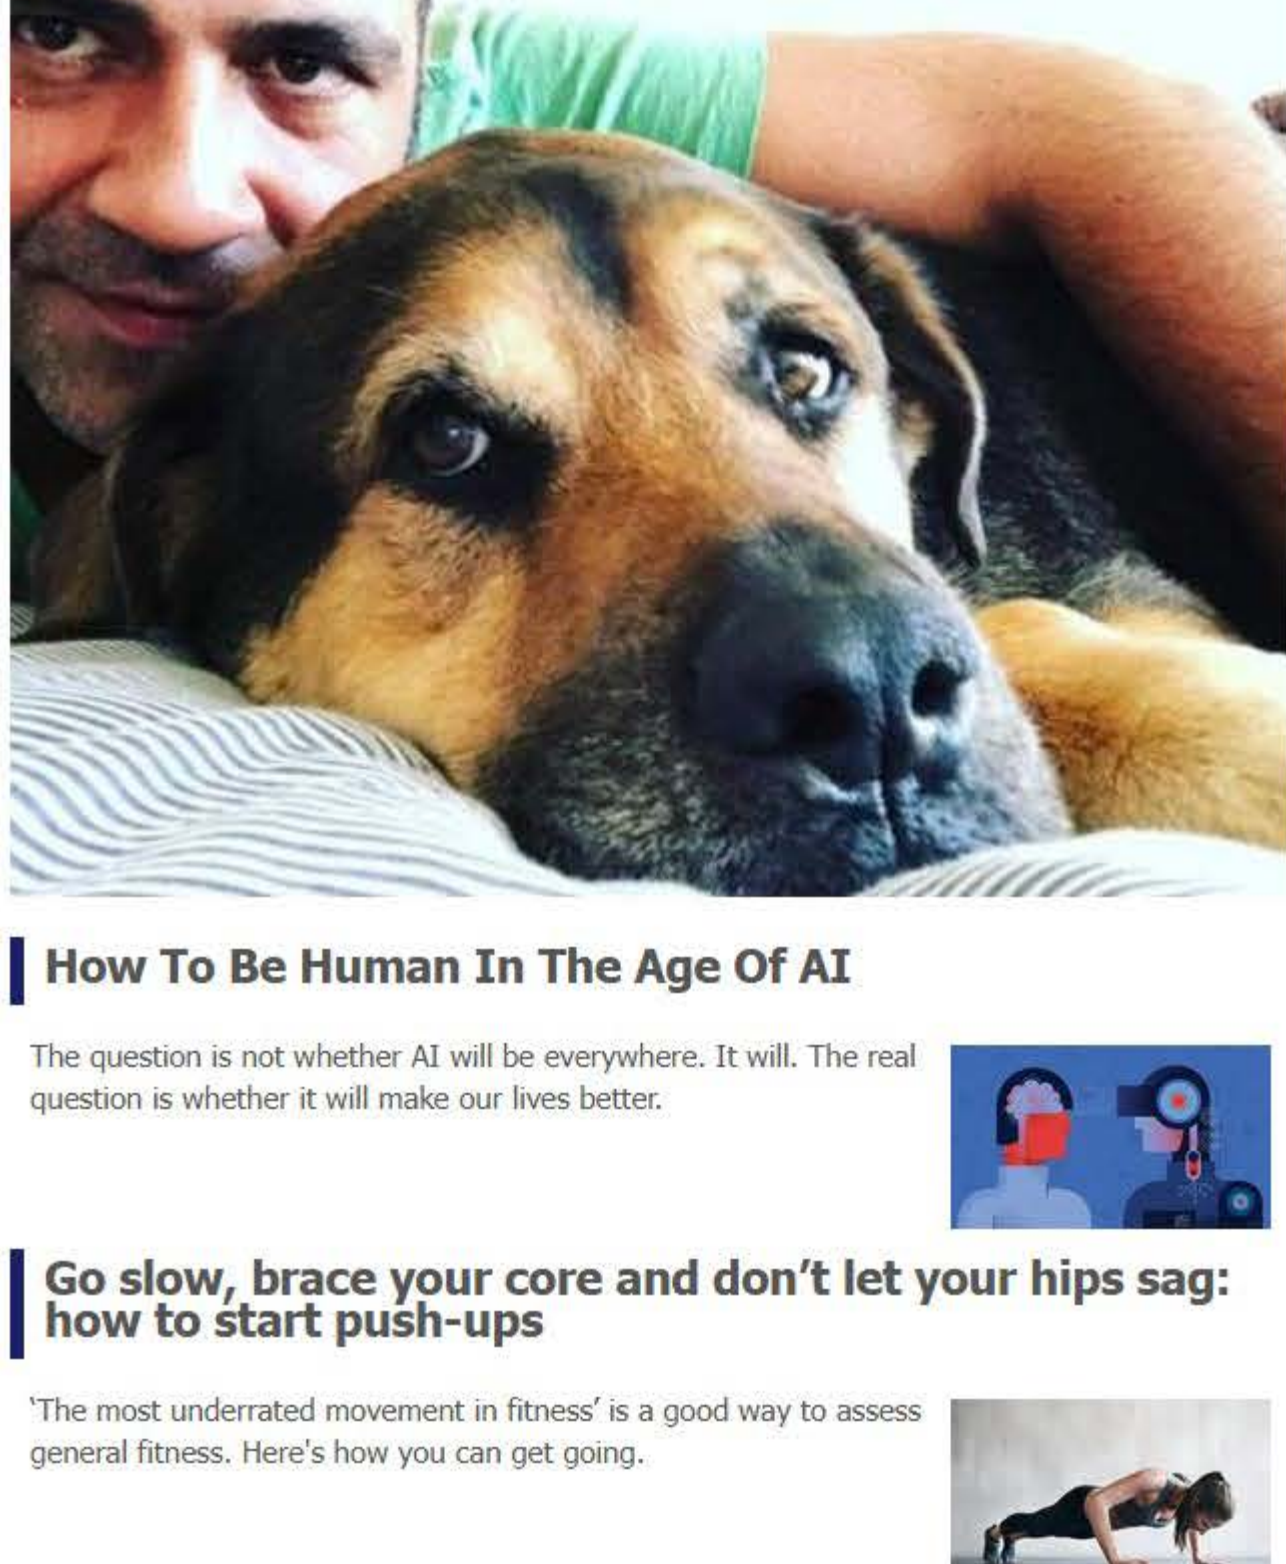 How To Be Human In The Age Of AI
The question is not whether AI will be everywhere. It will. The real
question is whether it will make our lives better.
Go slow, brace your core and don’t let your hips sag:
how to start push-ups
‘The most underrated movement in fitness’ is a good way to assess
general fitness. Here's how you can get going.